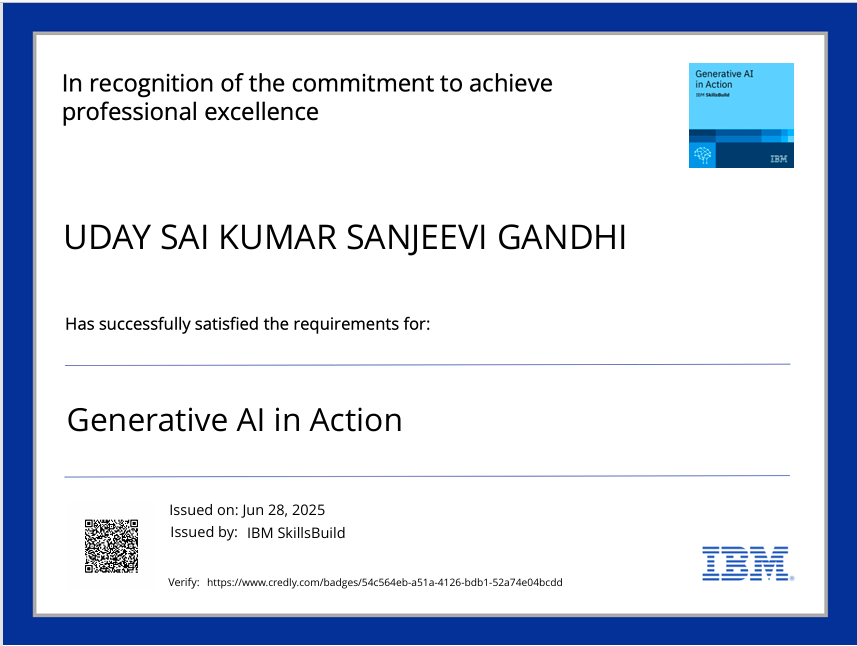 In recognition of the commitment to achieve
professional excellence
Generative AI
in Action
IBM SkillsBuild
IBM
UDAY SAI KUMAR SANJEEVI GANDHI
Has successfully satisfied the requirements for:
Generative AI in Action
Issued on: Jun 28, 2025
Issued by: IBM SkillsBuild
Verify: https://www.credly.com/badges/54c564eb-a51a-4126-bdb1-52a74e04bcdd
IBM®